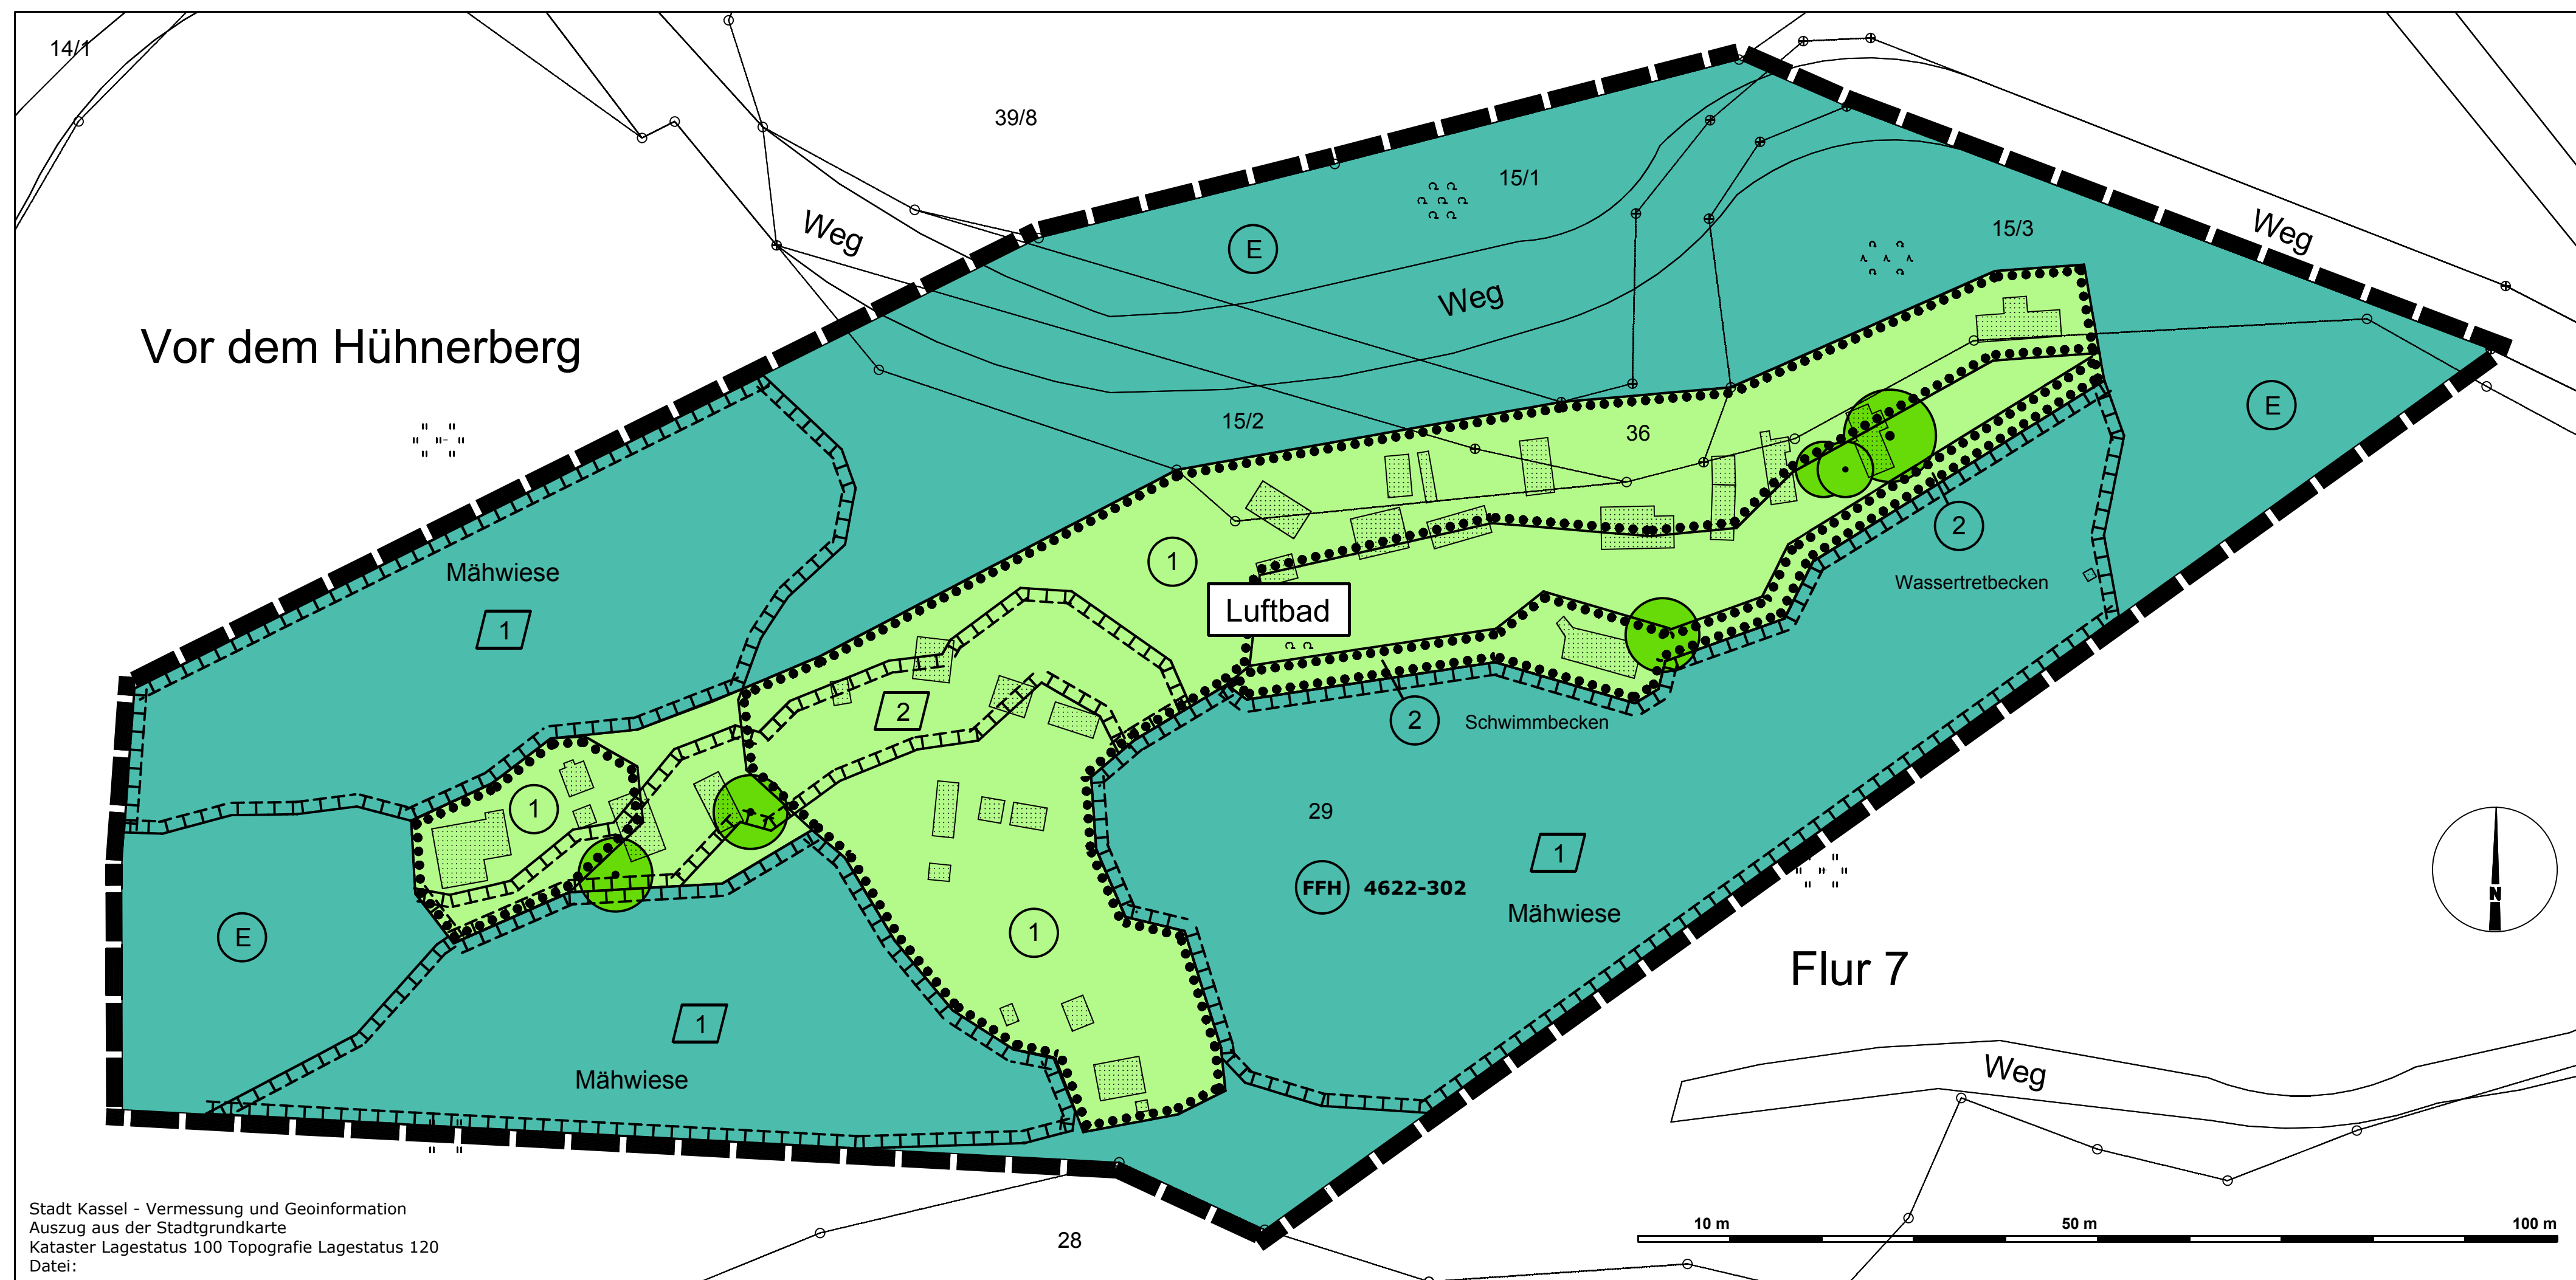 14/1
39/8
15/1
Weg
E
15/3
Weg
Weg
Vor dem Hühnerberg
E
15/2
36
1
2
Mähwiese
Wassertretbecken
Luftbad
1
2
2
Schwimmbecken
1
29
1
FFH 4622-302
Mähwiese
N
E
1
Flur 7
1
Mähwiese
Weg
Stadt Kassel - Vermessung und Geoinformation
Auszug aus der Stadtgrundkarte
Kataster Lagestatus 100 Topografie Lagestatus 120
Datei:
28
10 m 50 m 100 m